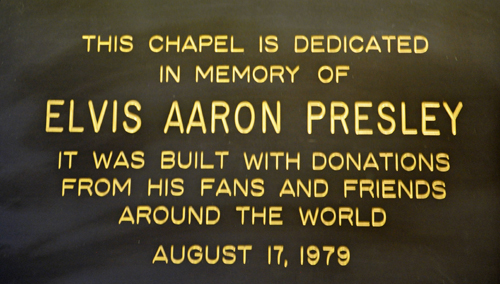 THIS CHAPEL IS DEDICATED
IN MEMORY OF
ELVIS AARON PRESLEY
IT WAS BUILT WITH DONATIONS
FROM HIS FANS AND FRIENDS
AROUND THE WORLD
AUGUST 17, 1979